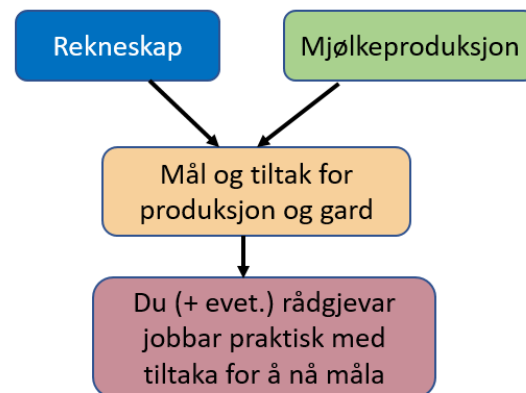 Rekneskap
Mjølkeproduksjon
Mål og tiltak for
produksjon og gard
Du (+ evet.) rådgjevar
jobbar praktisk med
tiltaka for å nå måla